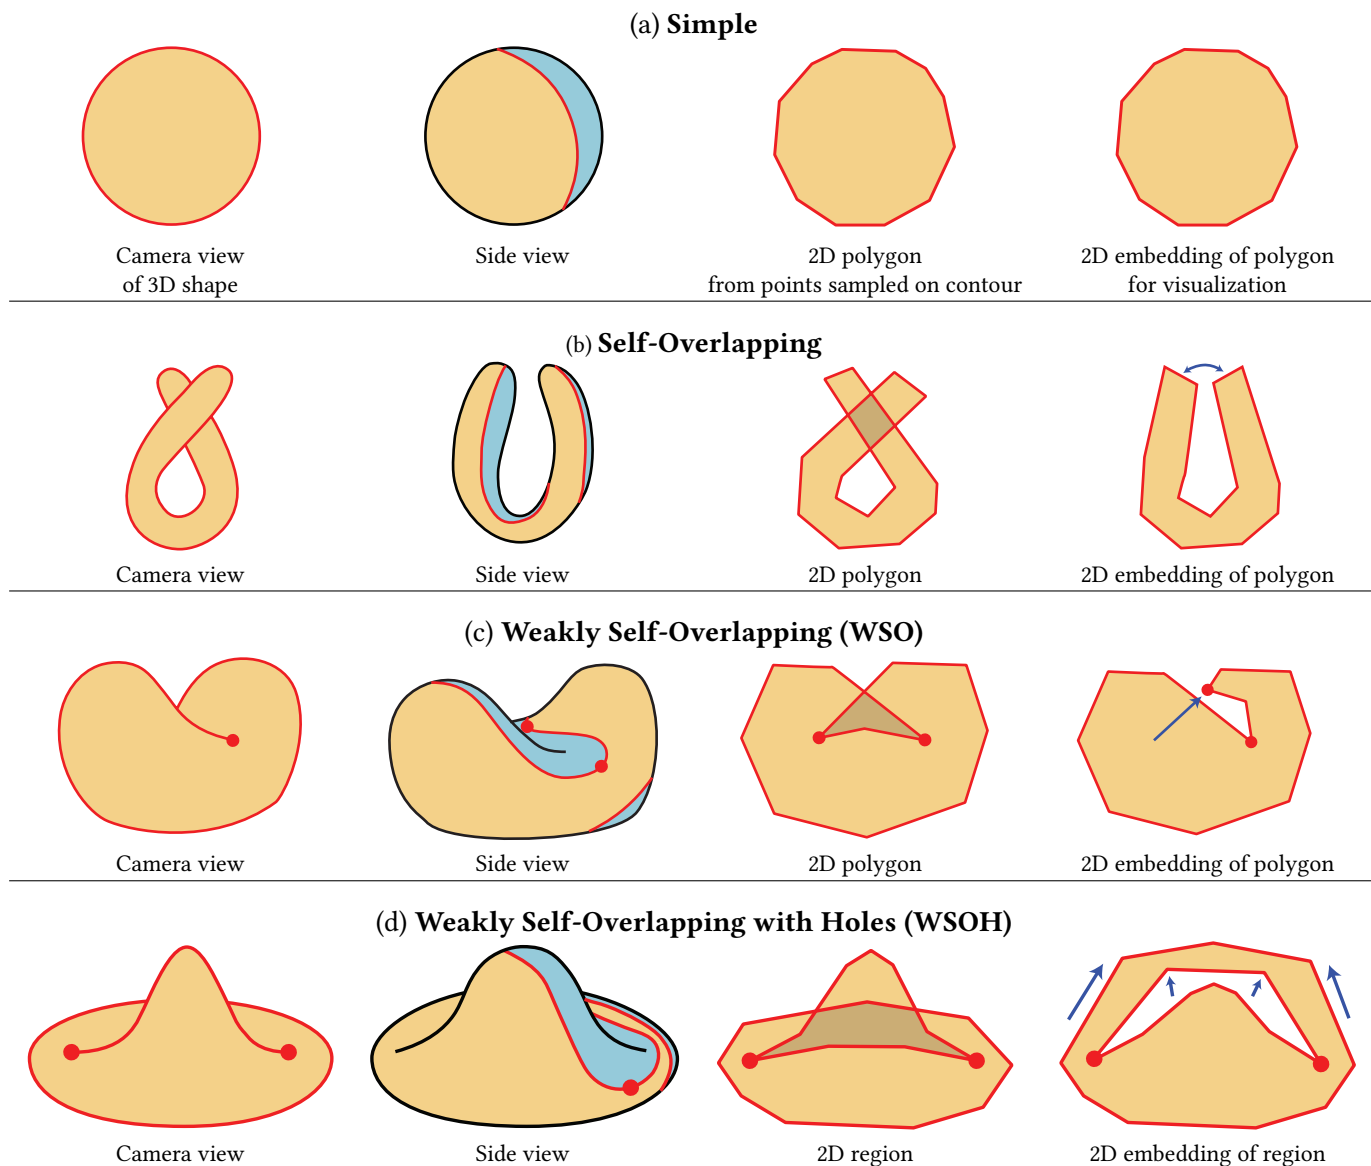 (a) Simple
Camera view
of 3D shape
Side view
2D polygon
from points sampled on contour
2D embedding of polygon
for visualization
(b) Self-Overlapping
Camera view
Side view
2D polygon
2D embedding of polygon
(c) Weakly Self-Overlapping (WSO)
Camera view
Side view
2D polygon
2D embedding of polygon
(d) Weakly Self-Overlapping with Holes (WSOH)
Camera view
Side view
2D region
2D embedding of region